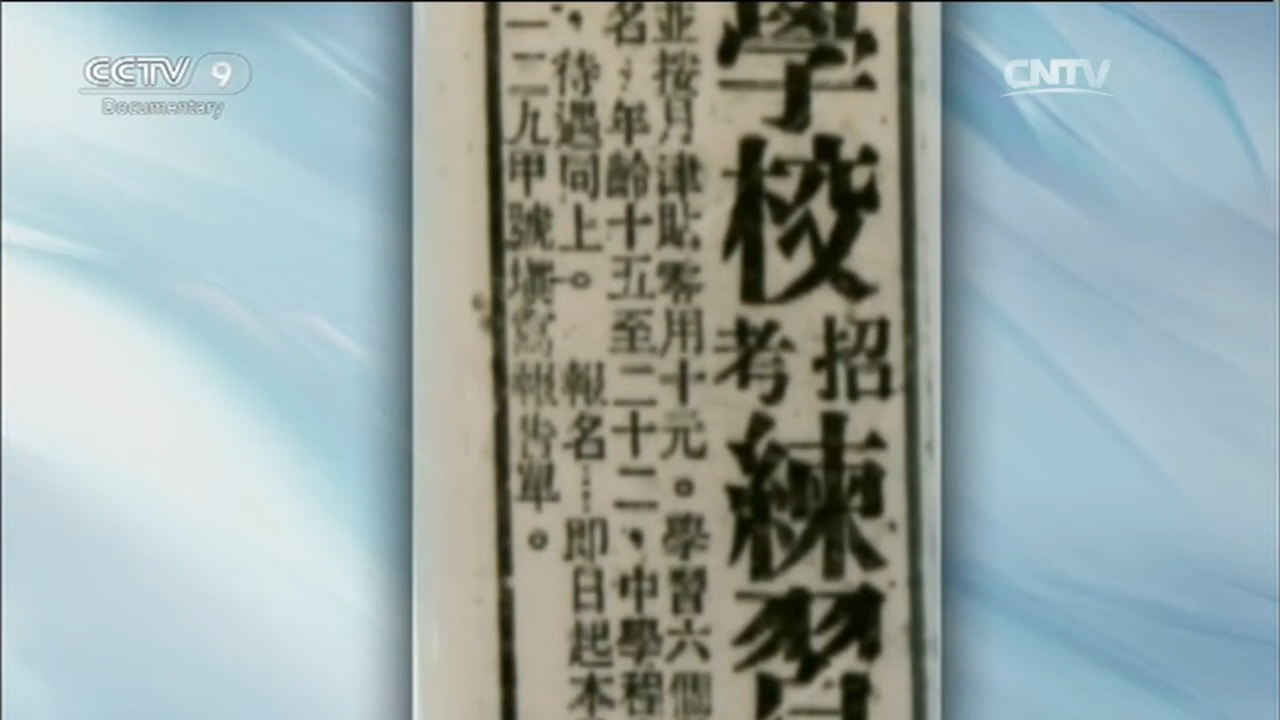 CCTV 9
Documentary
CNTV
學校招考練習
並按月津貼零用十元。學習六個
名…年齡十五至二十二、中學程
、待遇同上。 報名…即日起本
二九甲號塡寫報告單。